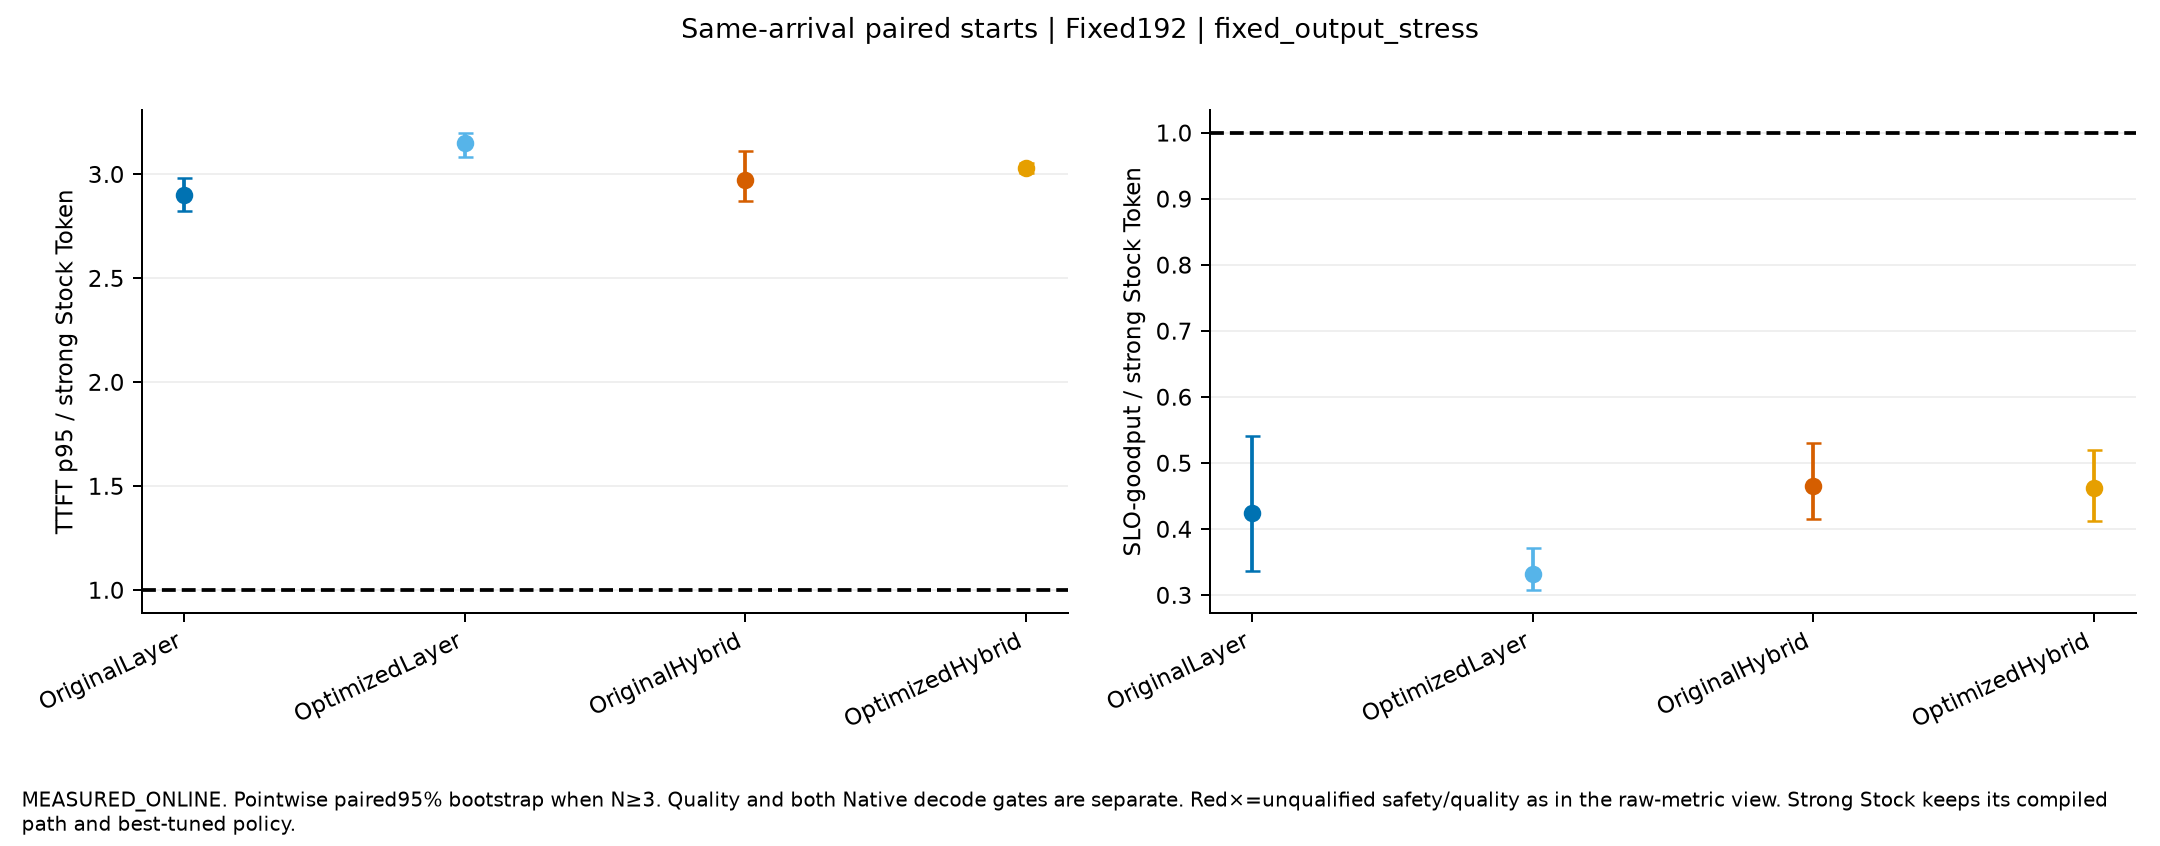 Same-arrival paired starts | Fixed192 | fixed_output_stress
TTFT p95 / strong Stock Token
3.0
2.5
2.0
1.5
1.0
OriginalLayer
OptimizedLayer
OriginalHybrid
OptimizedHybrid
SLO-goodput / strong Stock Token
1.0
0.9
0.8
0.7
0.6
0.5
0.4
0.3
OriginalLayer
OptimizedLayer
OriginalHybrid
OptimizedHybrid
MEASURED_ONLINE. Pointwise paired95% bootstrap when N≥3. Quality and both Native decode gates are separate. Red×=unqualified safety/quality as in the raw-metric view. Strong Stock keeps its compiled
path and best-tuned policy.